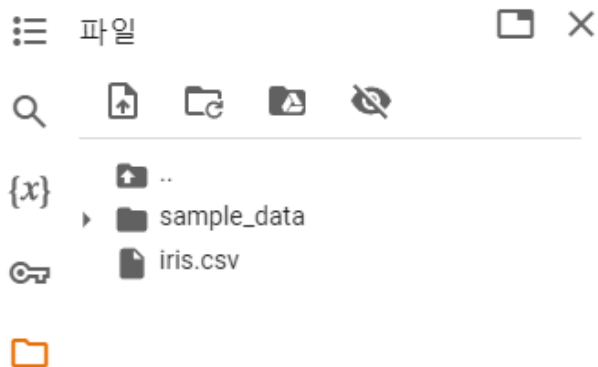 파일
{x}
..
sample_data
iris.csv